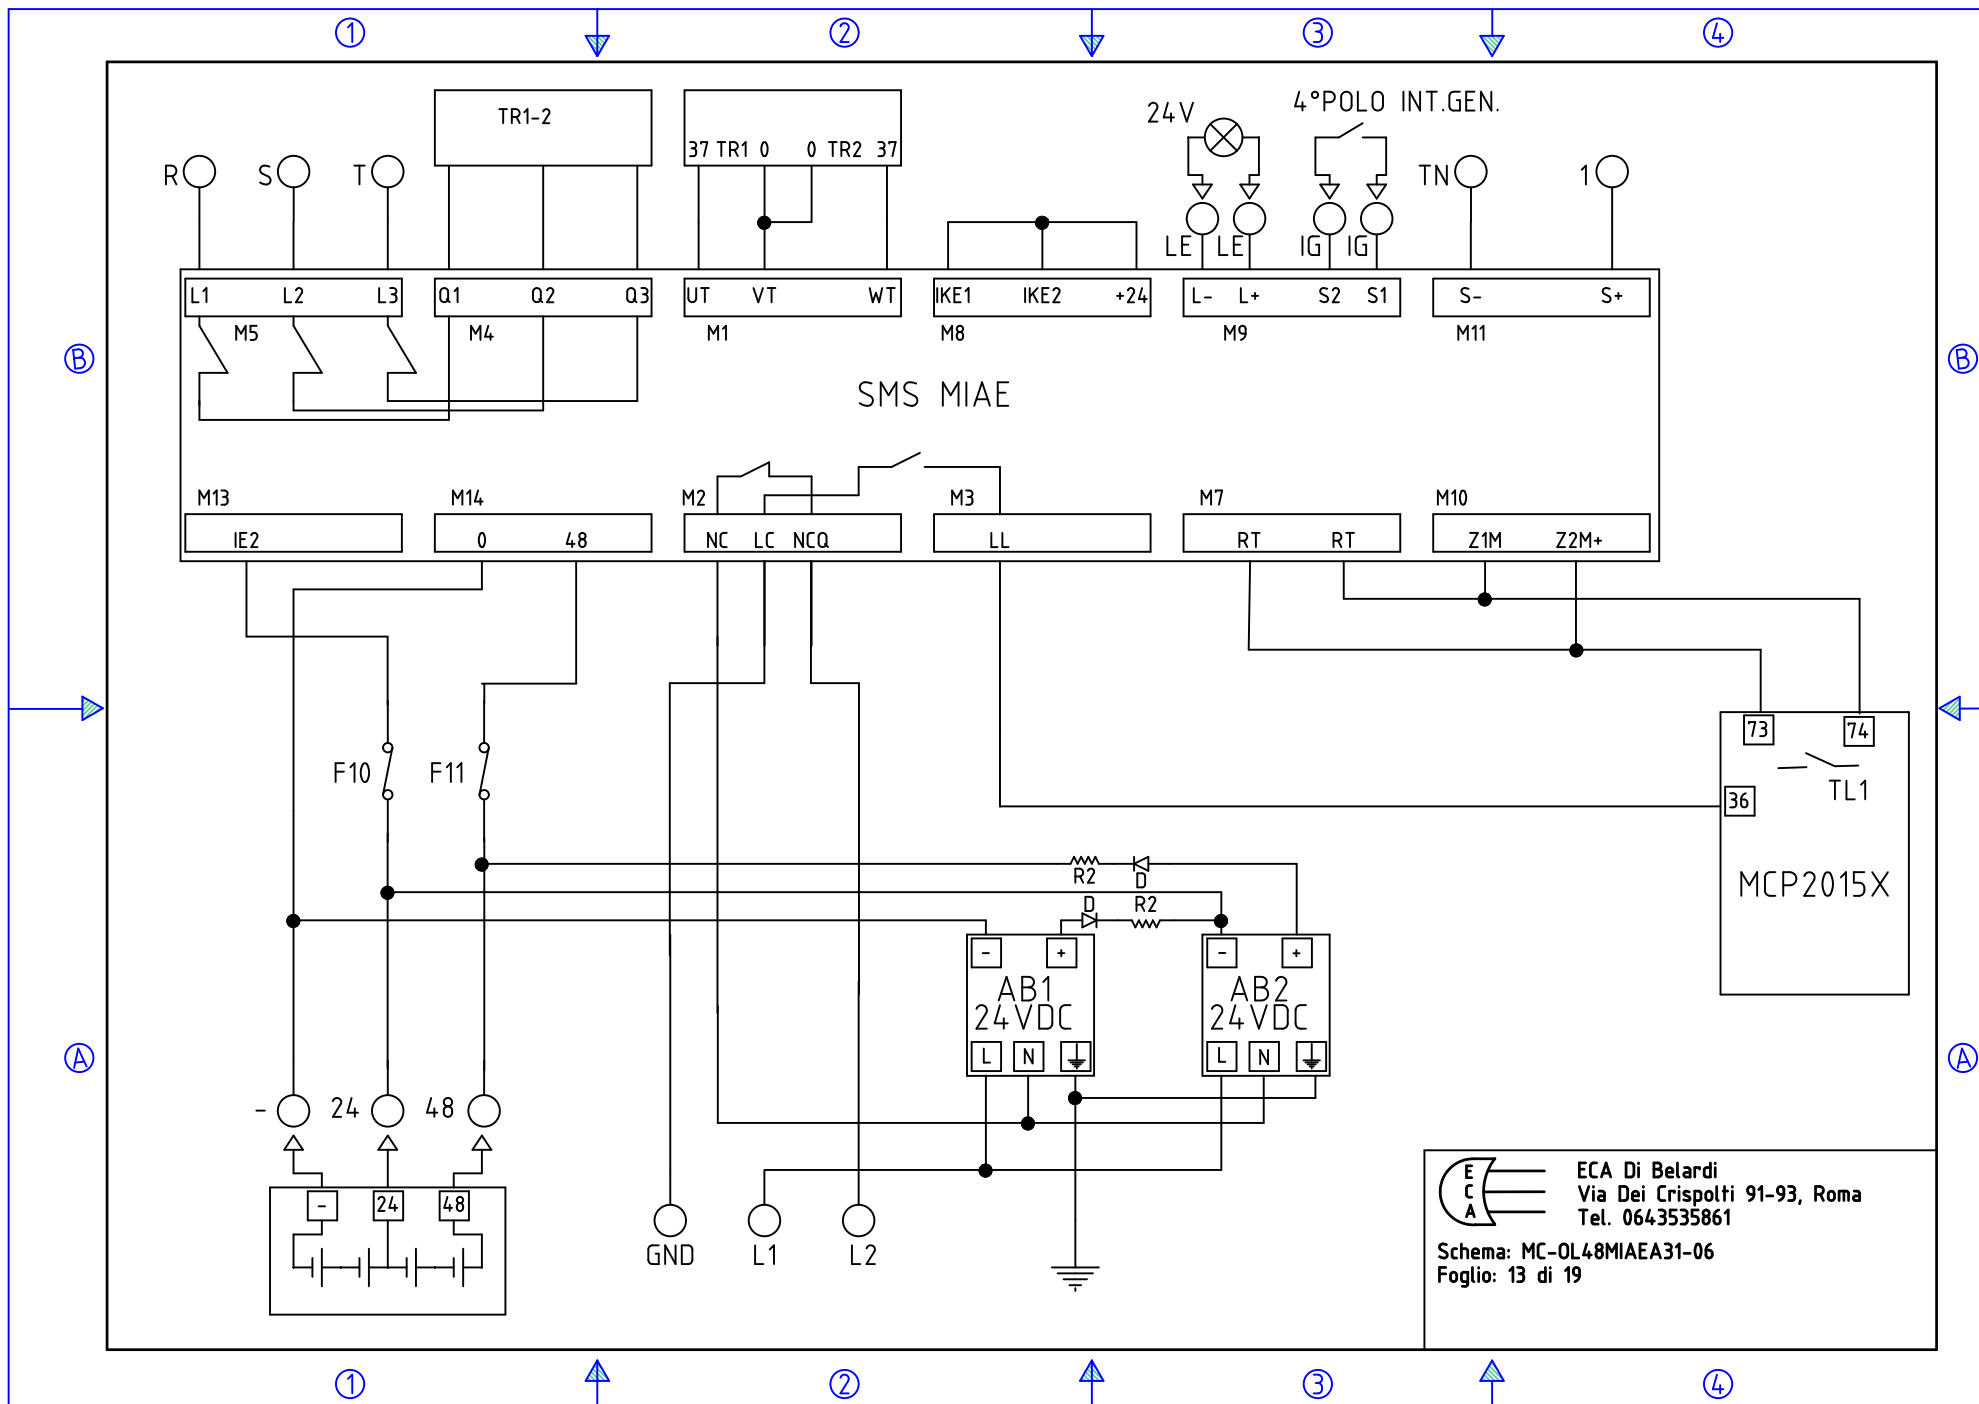 1 2 3 4
24V 4°POLO INT.GEN.
TR1-2
37 TR1 0 0 TR2 37
R S T TN 1
LE LE IG IG
L1 L2 L3 Q1 Q2 Q3 UT VT WT IKE1 IKE2 +24 L- L+ S2 S1 S- S+
M5 M4 M1 M8 M9 M11
B B
SMS MIAE
M13 M14 M2 M3 M7 M10
IE2 0 48 NC LC NCQ LL RT RT Z1M Z2M+
73 74
F10 F11
TL1
36
R2 D
MCP2015X
D R2
- + - +
AB1 AB2
24VDC 24VDC
L N L N
A A
- 24 48
- 24 48
GND L1 L2
E
C
A
ECA Di Belardi
Via Dei Crispolti 91-93, Roma
Tel. 0643535861
Schema: MC-OL48MIAEA31-06
Foglio: 13 di 19
1 2 3 4